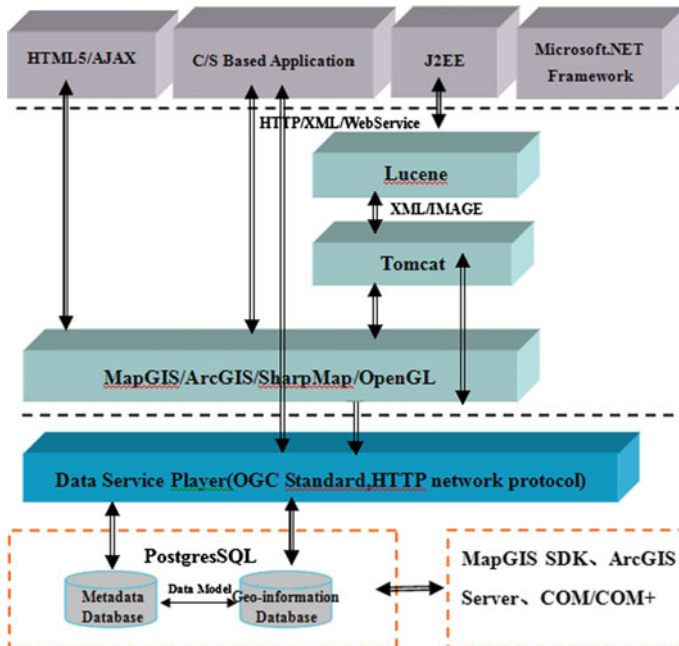 HTML5/AJAX
C/S Based Application
J2EE
Microsoft.NET
Framework
HTTP/XML/WebService
Lucene
XML/IMAGE
Tomcat
MapGIS/ArcGIS/SharpMap/OpenGL
Data Service Player(OGC Standard,HTTP network protocol)
PostgresSQL
Metadata
Database
Data Model
Geo-information
Database
MapGIS SDK、ArcGIS
Server、COM/COM+